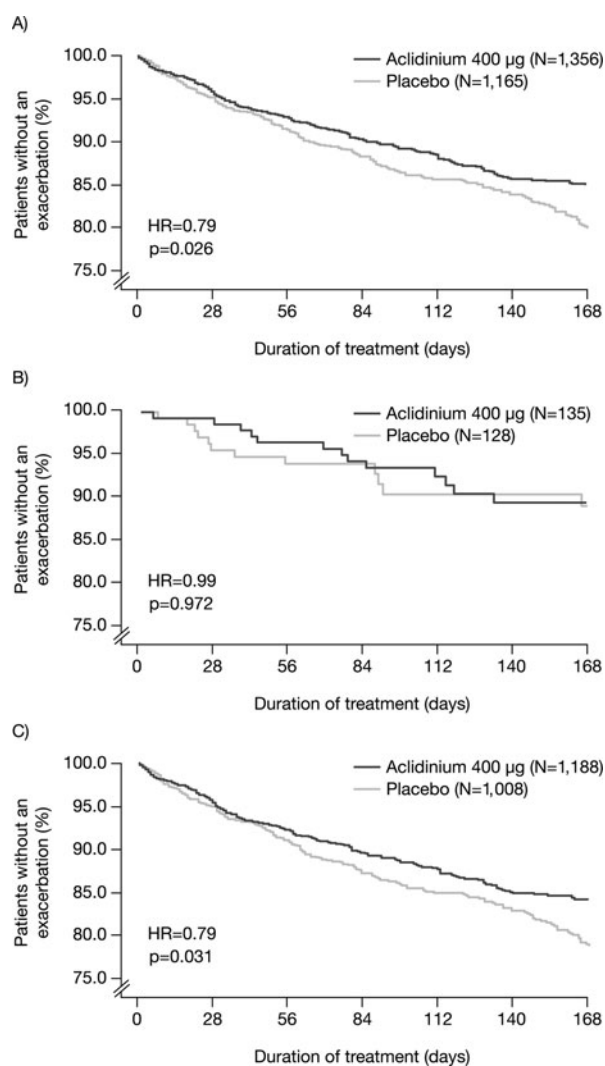 A)
100.0
95.0
90.0
85.0
80.0
75.0
Patients without an
exacerbation (%)
Aclidinium 400 µg (N=1,356)
Placebo (N=1,165)
HR=0.79
p=0.026
0 28 56 84 112 140 168
Duration of treatment (days)
B)
100.0
95.0
90.0
85.0
80.0
75.0
Patients without an
exacerbation (%)
Aclidinium 400 µg (N=135)
Placebo (N=128)
HR=0.99
p=0.972
0 28 56 84 112 140 168
Duration of treatment (days)
C)
100.0
95.0
90.0
85.0
80.0
75.0
Patients without an
exacerbation (%)
Aclidinium 400 µg (N=1,188)
Placebo (N=1,008)
HR=0.79
p=0.031
0 28 56 84 112 140 168
Duration of treatment (days)